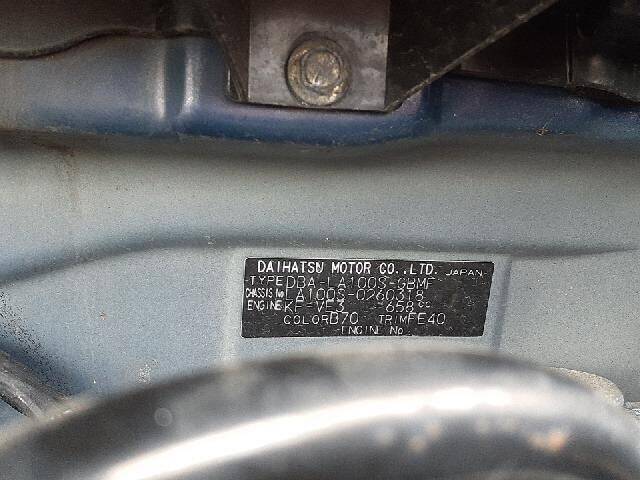 DAIHATSU MOTOR CO.,LTD. JAPAN
TYPE DBA-LA100S-GBMF
CHASSIS No LA100S-0260318
ENGINE KF-VE3 658cc
COLOR B70 TRIM FE40
ENGINE No